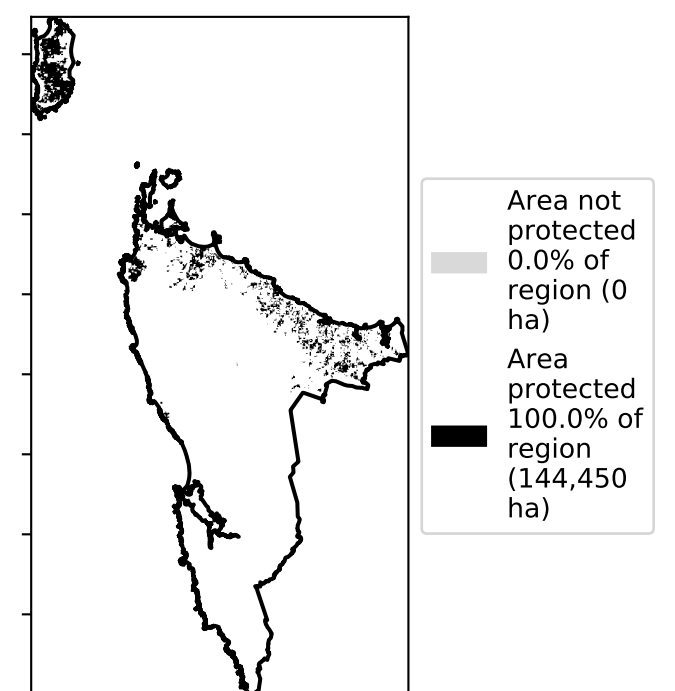 Area not
protected
0.0% of
region (0
ha)
Area
protected
100.0% of
region
(144,450
ha)